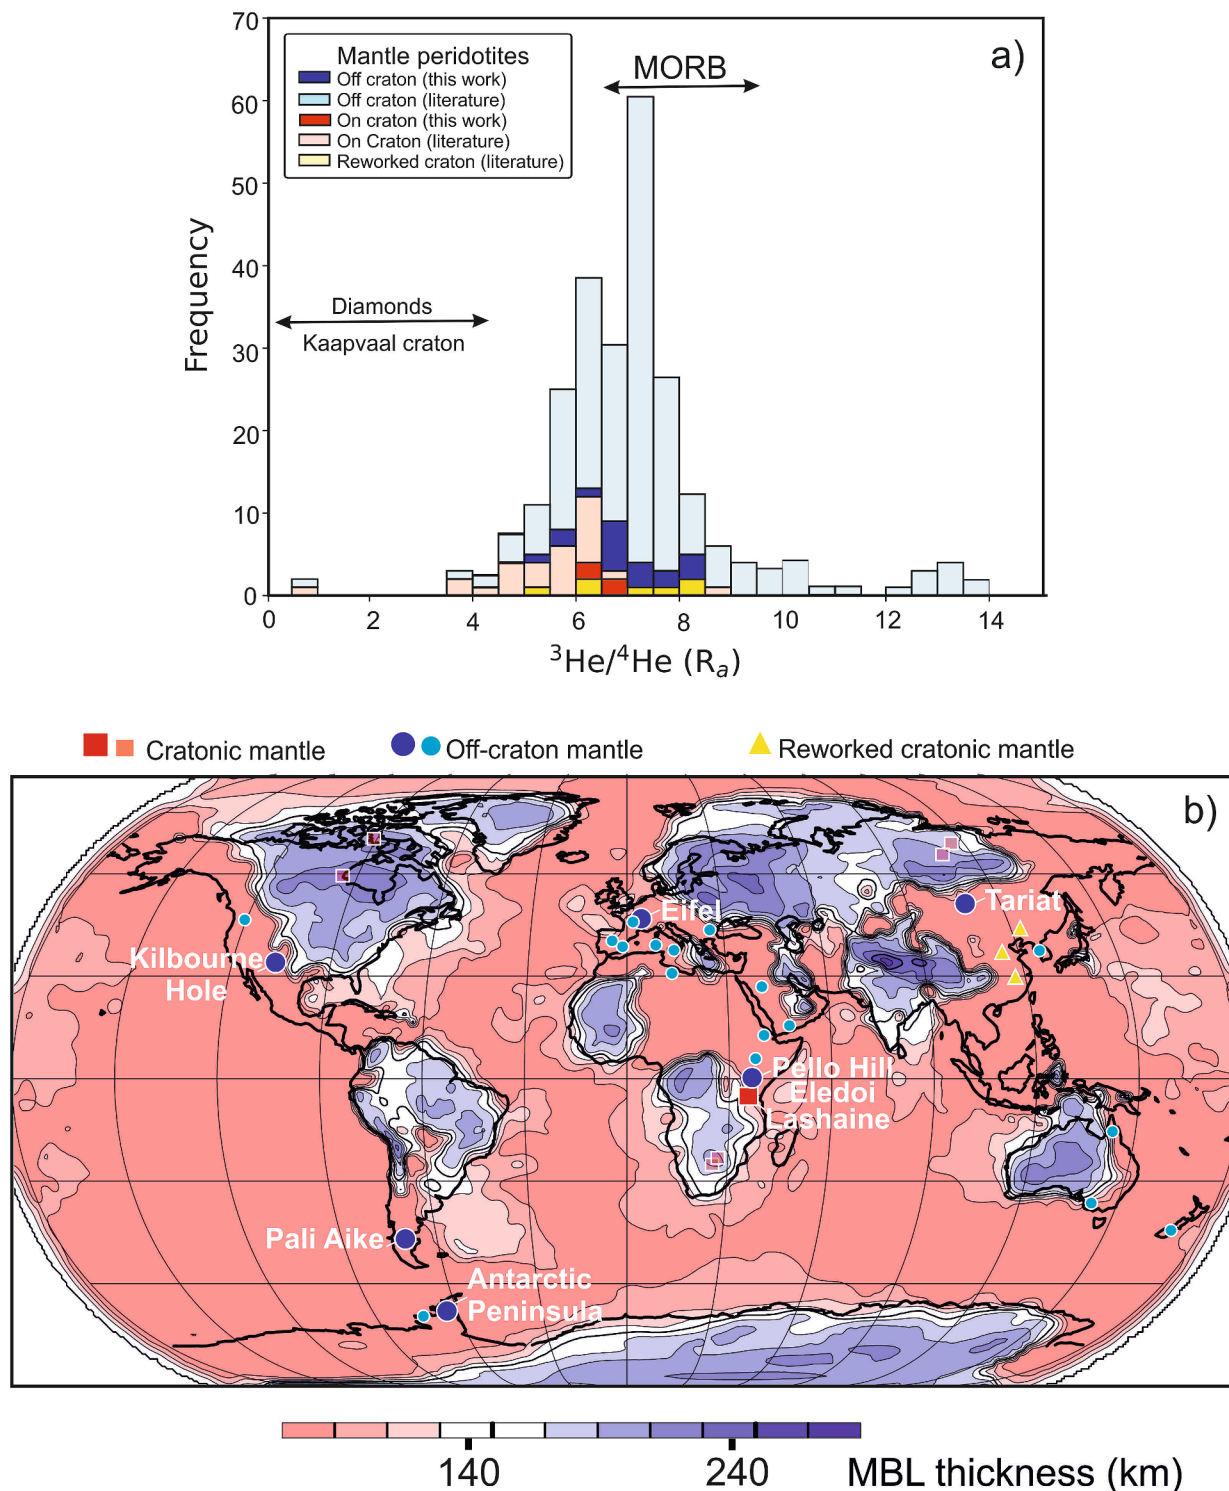 70
60
50
40
30
20
10
0
Frequency
Mantle peridotites
Off craton (this work)
Off craton (literature)
On craton (this work)
On Craton (literature)
Reworked craton (literature)
MORB
a)
Diamonds
Kaapvaal craton
0 2 4 6 8 10 12 14
³He/⁴He (Rₐ)
Cratonic mantle
Off-craton mantle
Reworked cratonic mantle
b)
Eifel
Tariat
Kilbourne
Hole
Pello Hill
Eledoi
Lashaine
Pali Aike
Antarctic
Peninsula
140 240 MBL thickness (km)